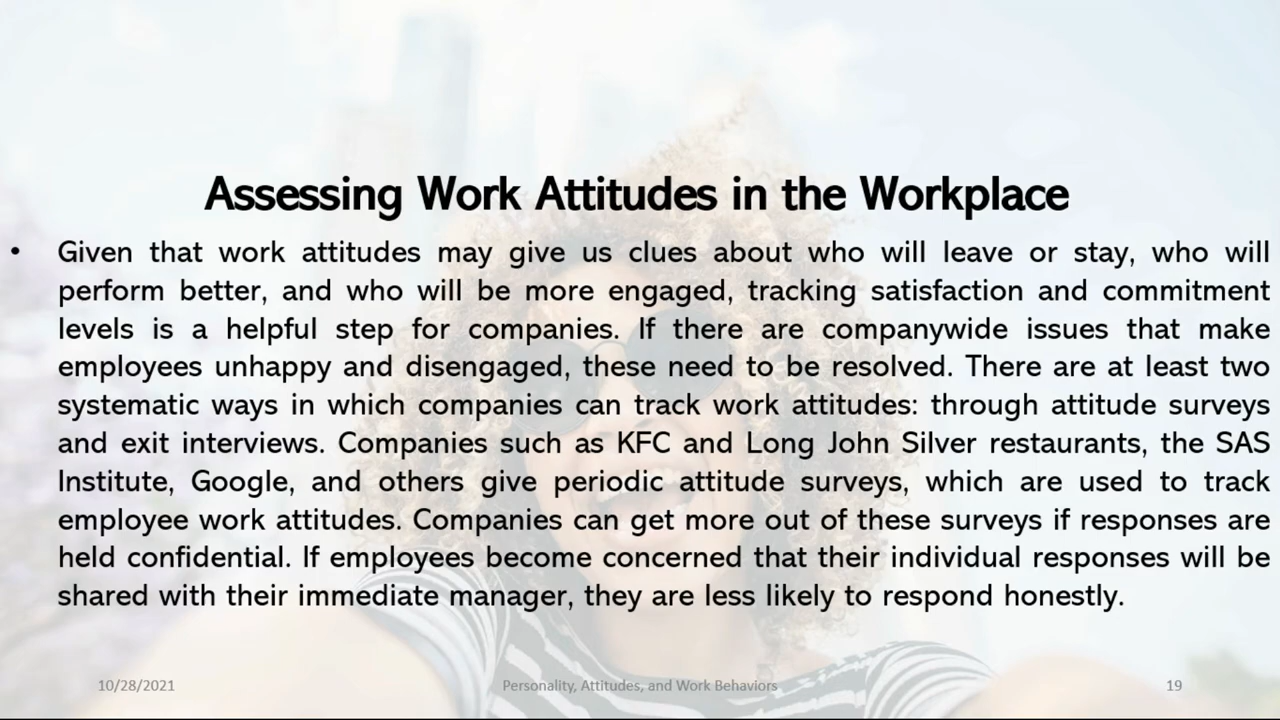 Assessing Work Attitudes in the Workplace
• Given that work attitudes may give us clues about who will leave or stay, who will
perform better, and who will be more engaged, tracking satisfaction and commitment
levels is a helpful step for companies. If there are companywide issues that make
employees unhappy and disengaged, these need to be resolved. There are at least two
systematic ways in which companies can track work attitudes: through attitude surveys
and exit interviews. Companies such as KFC and Long John Silver restaurants, the SAS
Institute, Google, and others give periodic attitude surveys, which are used to track
employee work attitudes. Companies can get more out of these surveys if responses are
held confidential. If employees become concerned that their individual responses will be
shared with their immediate manager, they are less likely to respond honestly.
10/28/2021 Personality, Attitudes, and Work Behaviors 19